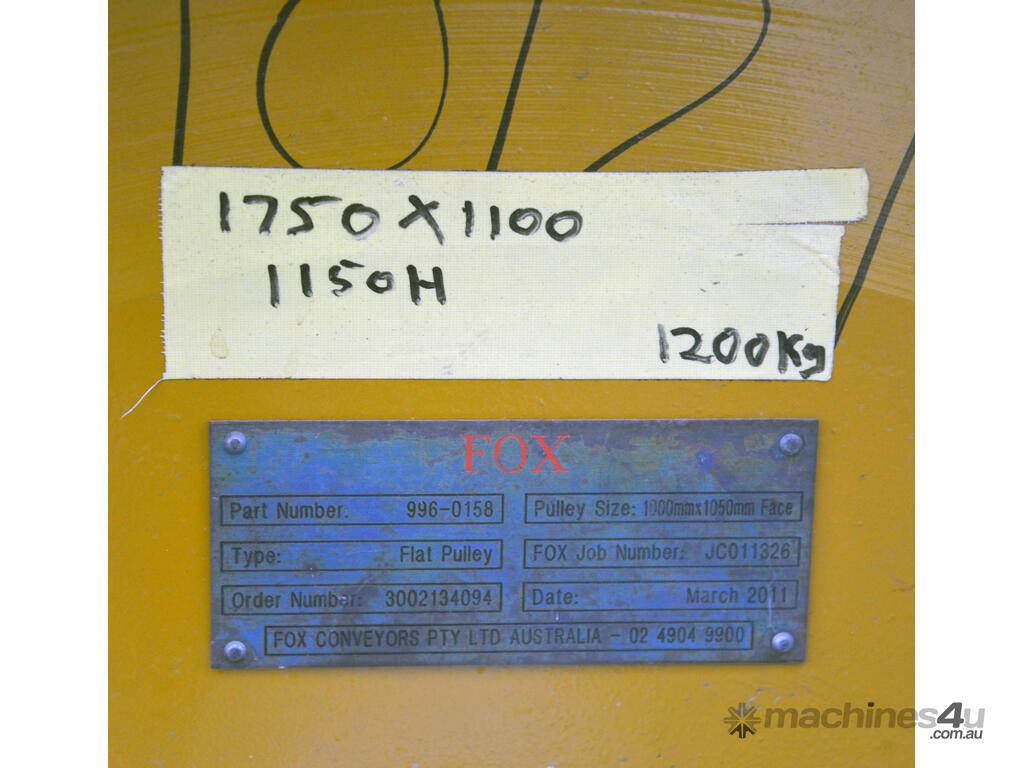 1750 X 1100
1150H
1200Kg
FOX
Part Number: 996-0158
Pulley Size: 1000mmx1050mm Face
Type: Flat Pulley
FOX Job Number: JC011326
Order Number: 3002134094
Date: March 2011
FOX CONVEYORS PTY LTD AUSTRALIA - 02 4904 9900
machines4u
.com.au